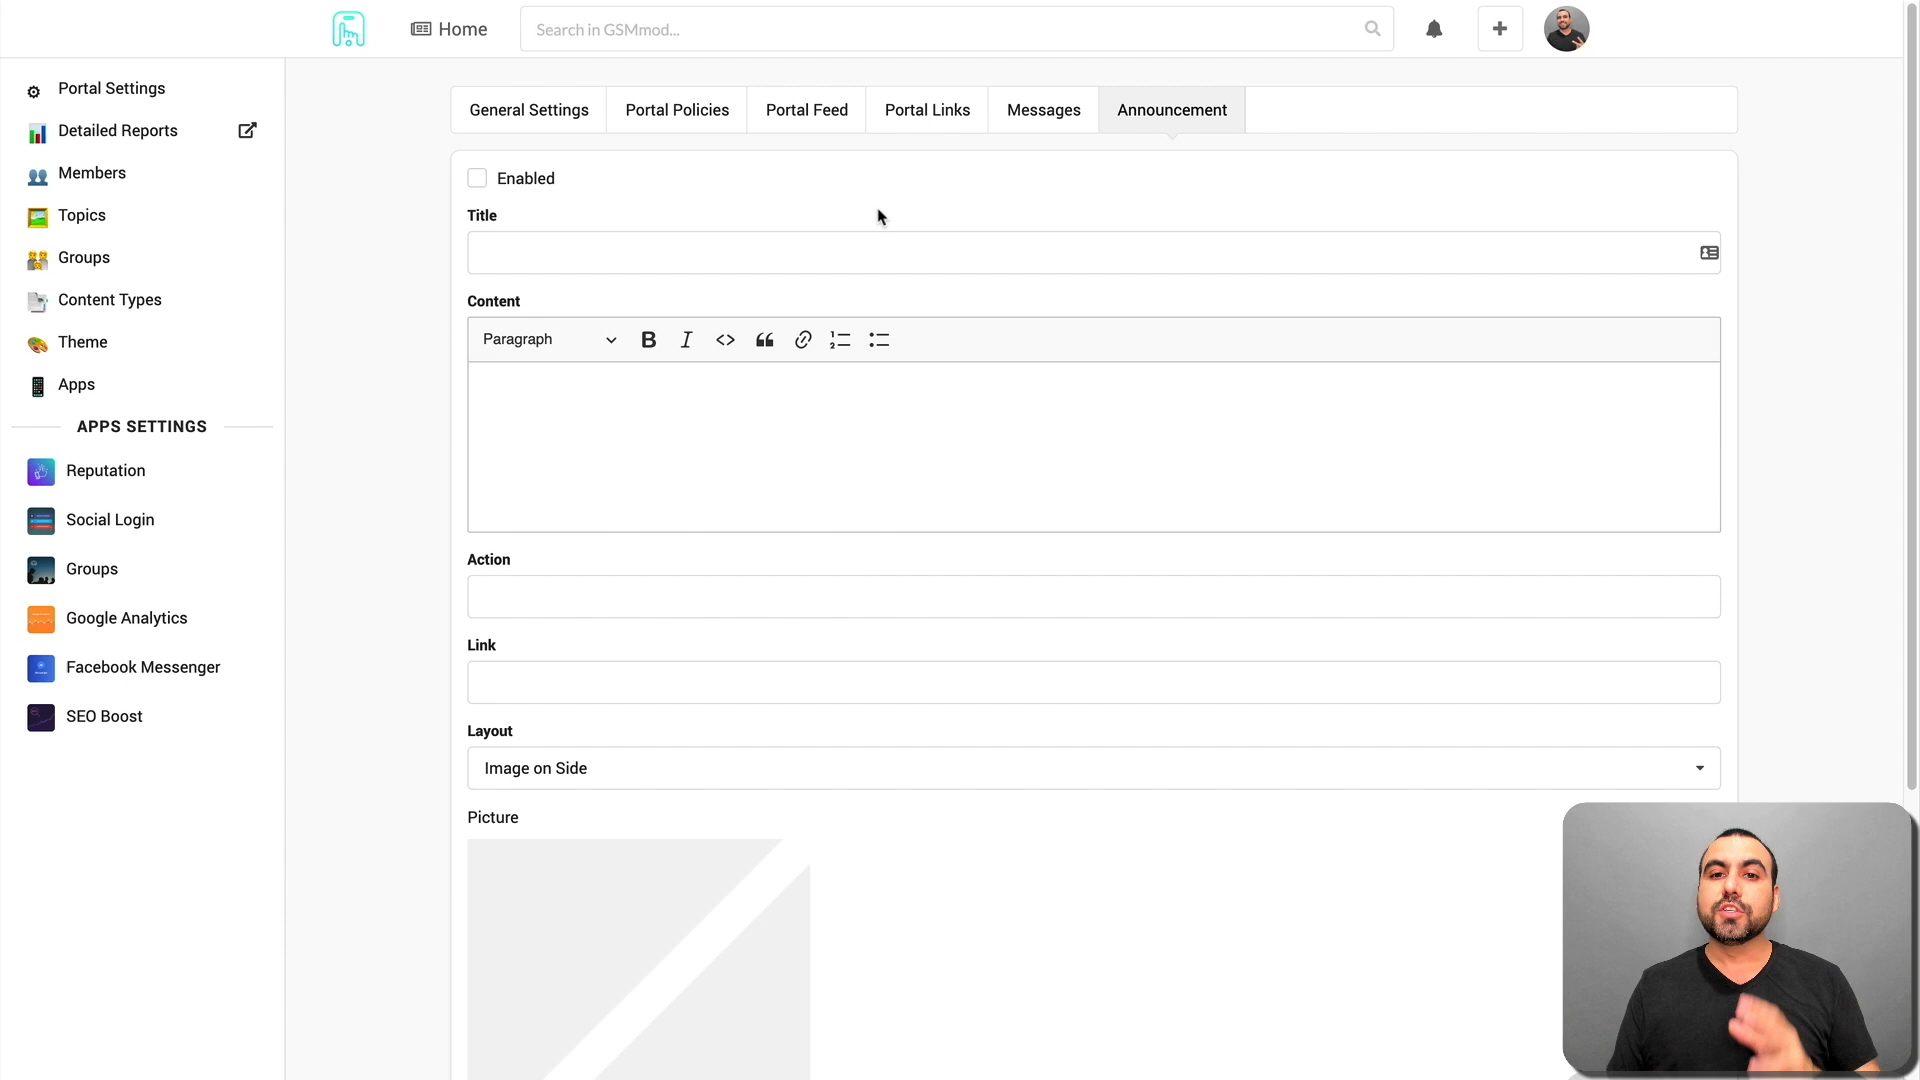 Home
Search in GSMmod...
Portal Settings
Detailed Reports
Members
Topics
Groups
Content Types
Theme
Apps
APPS SETTINGS
Reputation
Social Login
Groups
Google Analytics
Facebook Messenger
SEO Boost
General Settings
Portal Policies
Portal Feed
Portal Links
Messages
Announcement
Enabled
Title
Content
Paragraph
Action
Link
Layout
Image on Side
Picture